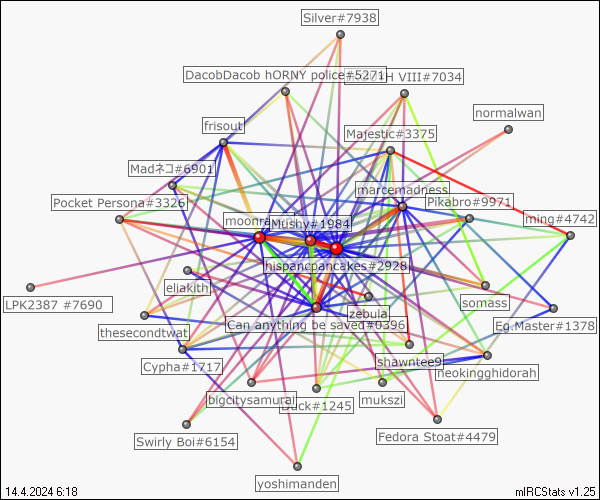 Silver#7938
DacobDacob hORNY police#5271
H VIII#7034
normalwan
frisout
Majestic#3375
Madネコ#6901
marcemadness
Pocket Persona#3326
Pikabro#9971
moonra
Mushy#1984
ming#4742
hispancpancakes#2928
eliakith
LPK2387 #7690
somass
zebula
Eg.Master#1378
thesecondtwat
Can anything be saved#0396
Cypha#1717
shawntee9
neokingghidorah
bigcitysamurai
Duck#1245
mukszi
Swirly Boi#6154
Fedora Stoat#4479
yoshimanden
14.4.2024 6:18
mIRCStats v1.25